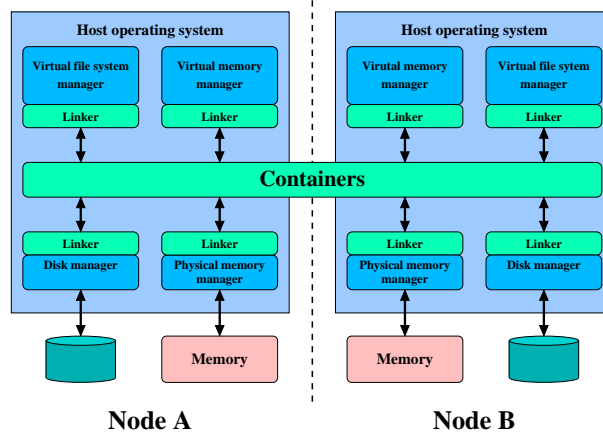 Host operating system
Host operating system
Virtual file system
manager
Virtual memory
manager
Virutal memory
manager
Virtual file sytem
manager
Linker
Linker
Linker
Linker
Containers
Linker
Linker
Linker
Linker
Disk manager
Physical memory
manager
Physical memory
manager
Disk manager
Memory
Memory
Node A
Node B